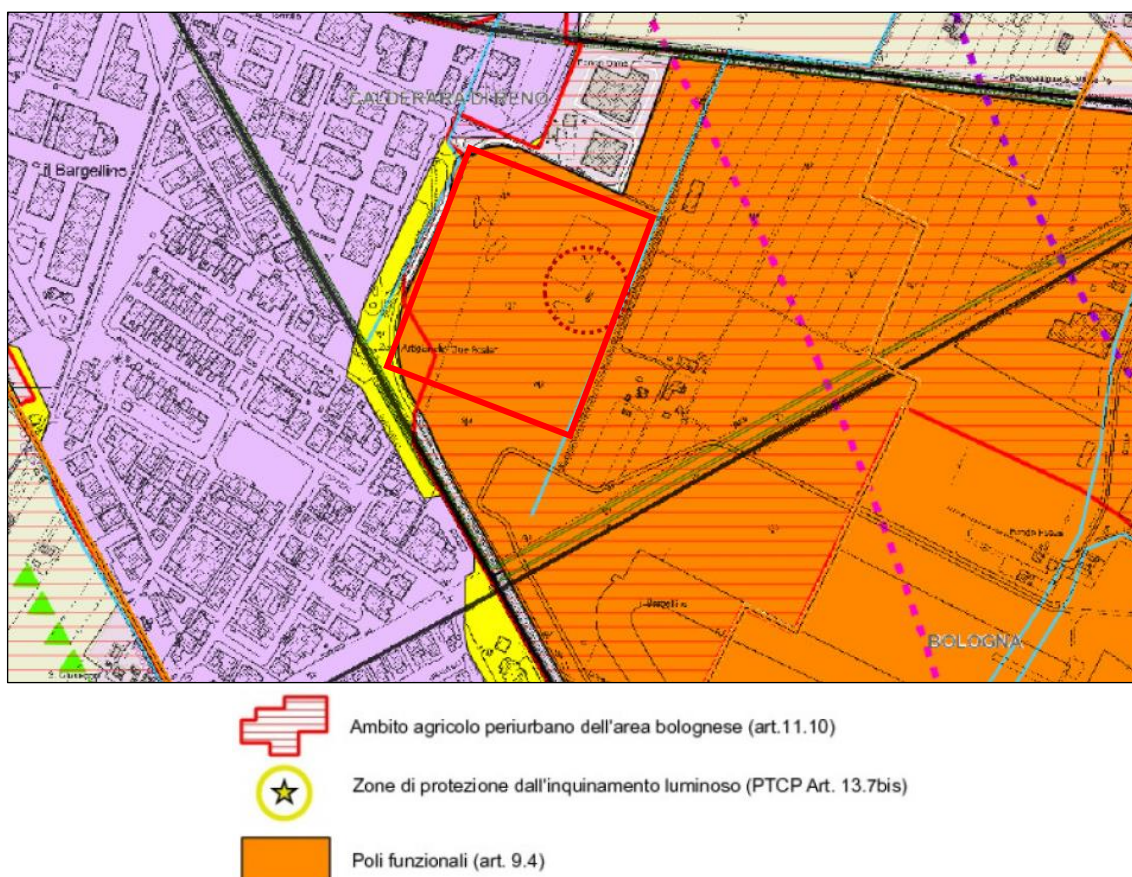 CALDERARA DI RENO
Il Bargellino
Bargellino
BOLOGNA
Ambito agricolo periurbano dell'area bolognese (art.11.10)
Zone di protezione dall'inquinamento luminoso (PTCP Art. 13.7bis)
Poli funzionali (art. 9.4)